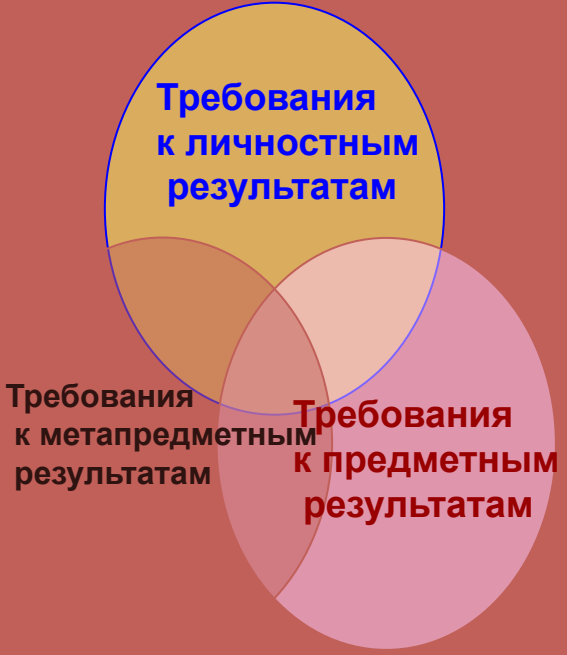 Требования
к личностным
результатам
Требования
к метапредметным
результатам
Требования
к предметным
результатам